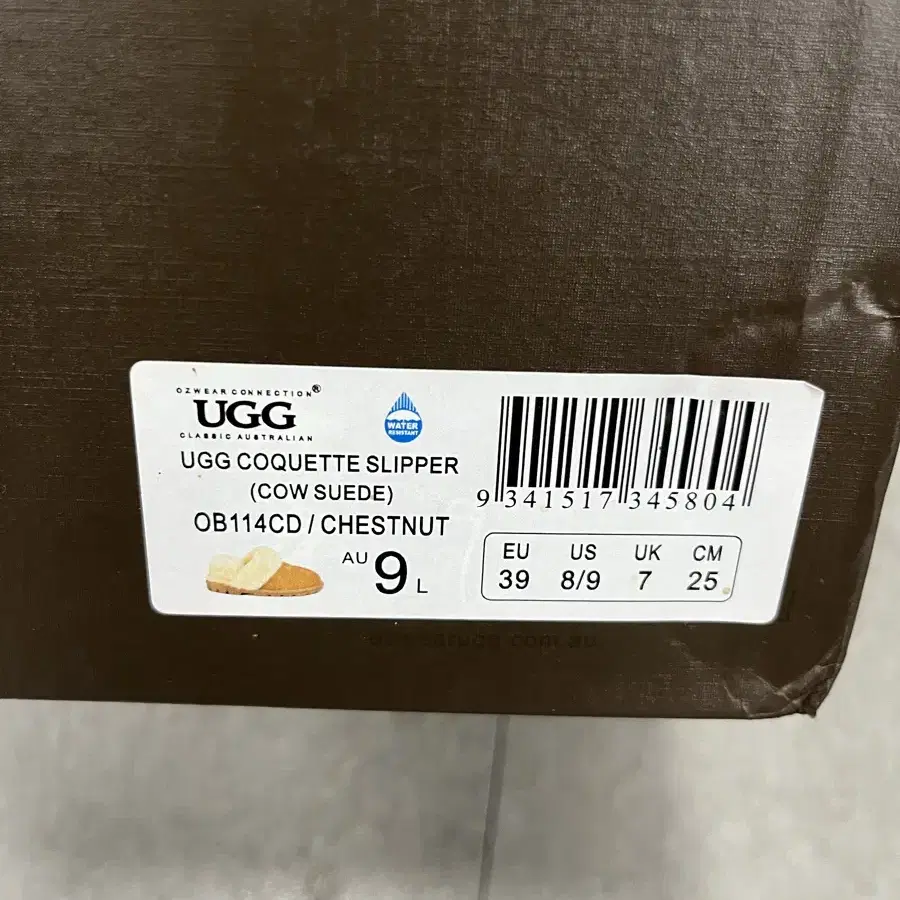 OZWEAR CONNECTION®
UGG
CLASSIC AUSTRALIAN
WATER
RESISTANT
UGG COQUETTE SLIPPER
(COW SUEDE)
OB114CD / CHESTNUT
AU 9 L
9 341517 345804
EU US UK CM
39 8/9 7 25